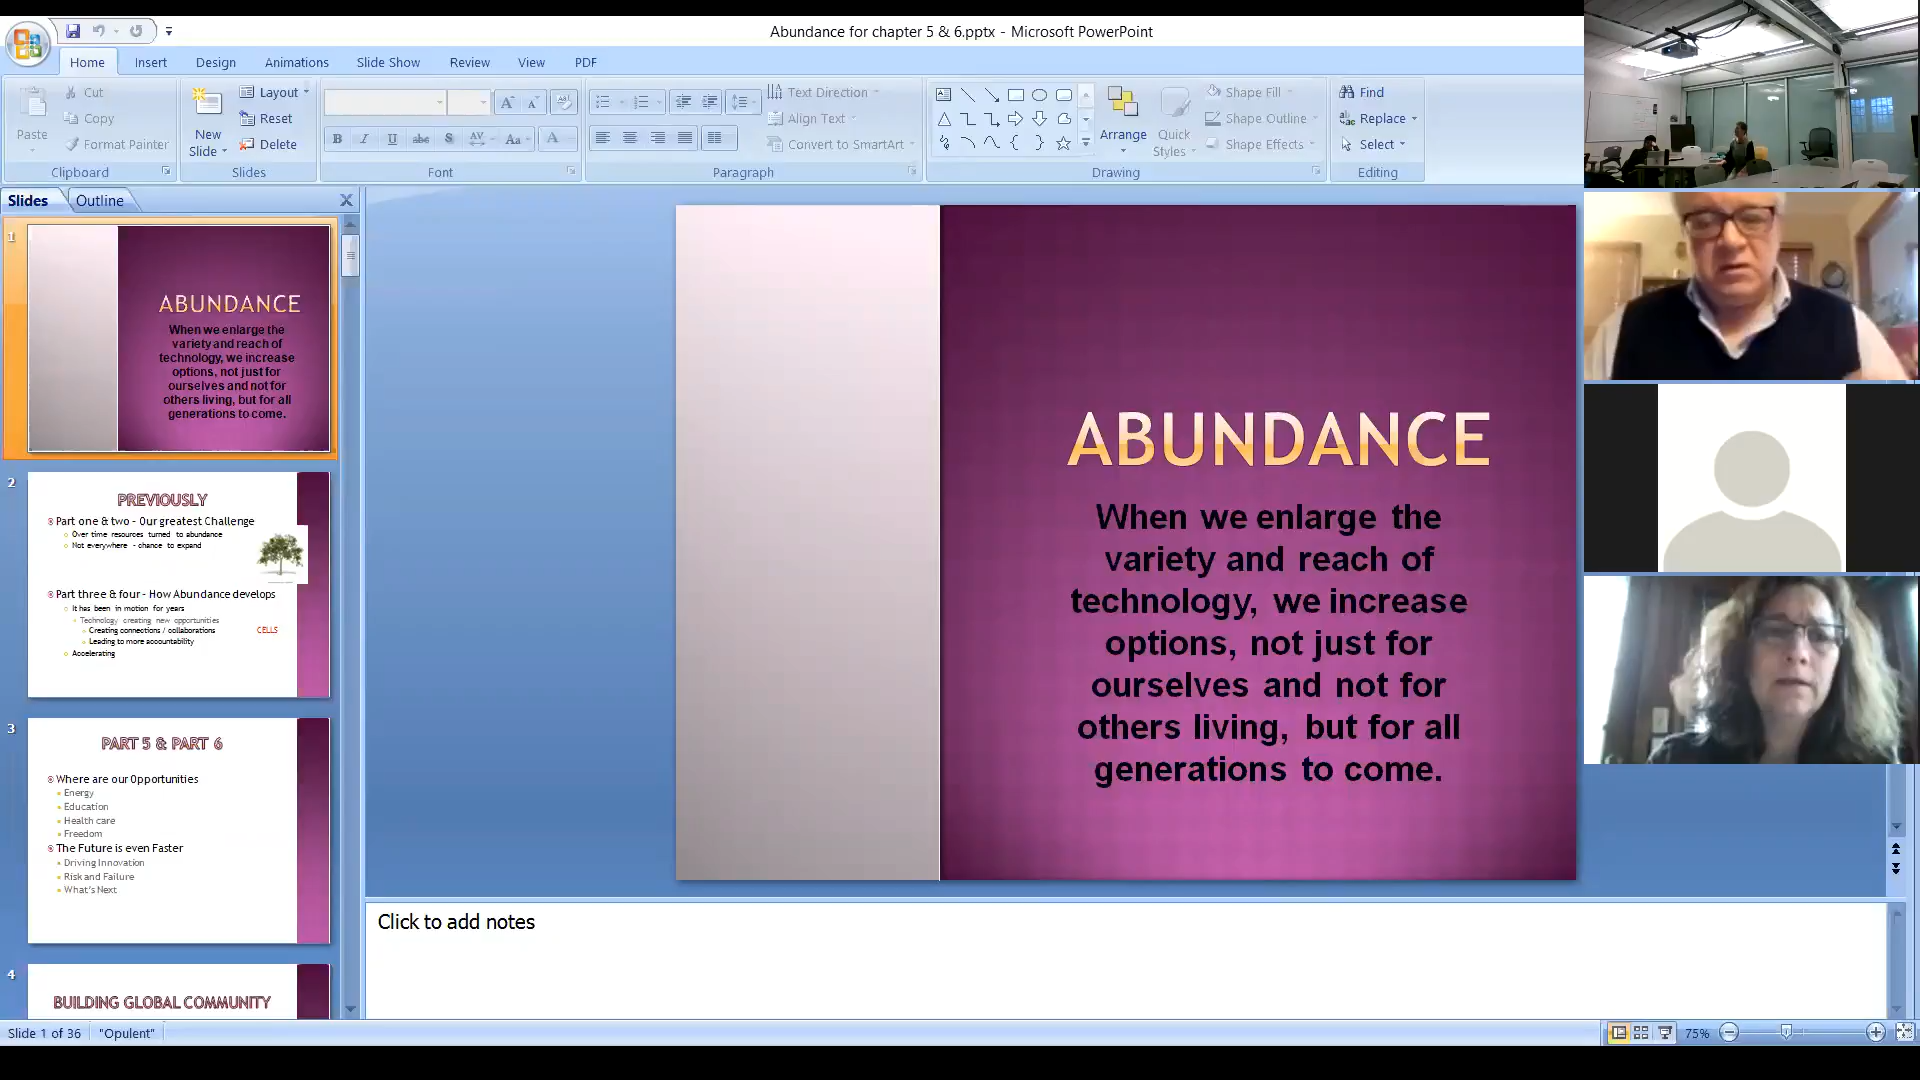 Abundance for chapter 5 & 6.pptx - Microsoft PowerPoint
Home Insert Design Animations Slide Show Review View PDF
Paste
Cut
Copy
Format Painter
Clipboard
New
Slide
Layout
Reset
Delete
Slides
B I U abc S AV Aa A
Font
Text Direction
Align Text
Convert to SmartArt
Paragraph
Arrange
Quick
Styles
Shape Fill
Shape Outline
Shape Effects
Drawing
Find
Replace
Select
Editing
Slides Outline
1
ABUNDANCE
When we enlarge the
variety and reach of
technology, we increase
options, not just for
ourselves and not for
others living, but for all
generations to come.
2
PREVIOUSLY
Part one & two - Our greatest Challenge
Over time resources turned to abundance
Not everywhere - chance to expand
Part three & four - How Abundance develops
It has been in motion for years
Technology creating new opportunities
Creating connections / collaborations
CELLS
Leading to more accountability
Accelerating
3
PART 5 & PART 6
Where are our Opportunities
Energy
Education
Health care
Freedom
The Future is even Faster
Driving Innovation
Risk and Failure
What's Next
4
BUILDING GLOBAL COMMUNITY
ABUNDANCE
When we enlarge the
variety and reach of
technology, we increase
options, not just for
ourselves and not for
others living, but for all
generations to come.
Click to add notes
Slide 1 of 36 "Opulent" 75%